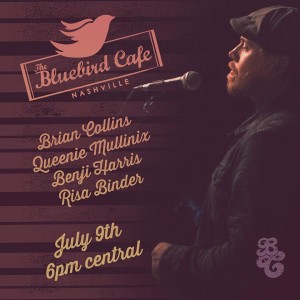 The
Bluebird Cafe
NASHVILLE
Brian Collins
Queenie Mullinix
Benji Harris
Risa Binder
July 9th
6pm central